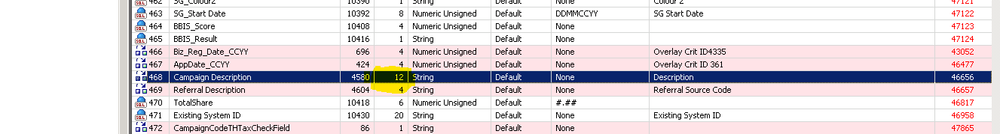 462 SG_Colour2 10390 1 String Default None Colour 2 47121
463 SG_Start Date 10392 8 Numeric Unsigned Default DDMMCCYY SG Start Date 47122
464 BBIS_Score 10408 4 Numeric Unsigned Default None 47123
465 BBIS_Result 10416 1 String Default None 47124
466 Biz_Reg_Date_CCYY 696 4 Numeric Unsigned Default None Overlay Crit ID4335 43052
467 AppDate_CCYY 424 4 Numeric Unsigned Default None Overlay Crit ID 361 46477
468 Campaign Description 4580 12 String Default None Description 46656
469 Referral Description 4604 4 String Default None Referral Source Code 46657
470 TotalShare 10418 6 Numeric Unsigned Default #.## 46817
471 Existing System ID 10430 20 String Default None Existing System ID 46958
472 CampaignCodeTHTaxCheckField 86 1 String Default None 47865